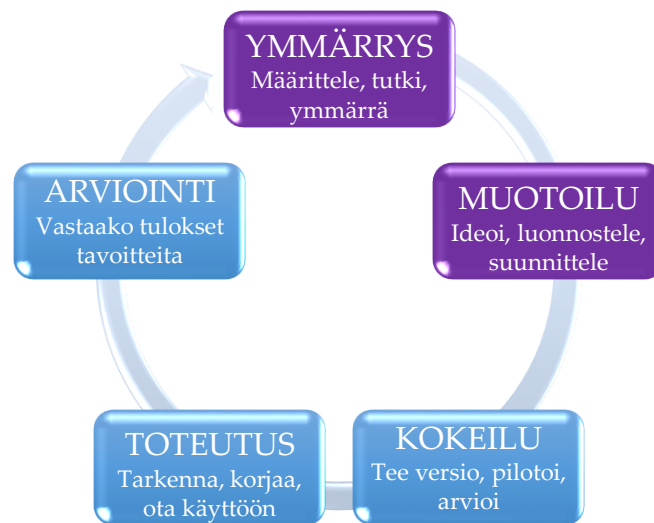 YMMÄRRYS
Määrittele, tutki,
ymmärrä
MUOTOILU
Ideoi, luonnostele,
suunnittele
KOKEILU
Tee versio, pilotoi,
arvioi
TOTEUTUS
Tarkenna, korjaa,
ota käyttöön
ARVIOINTI
Vastaako tulokset
tavoitteita